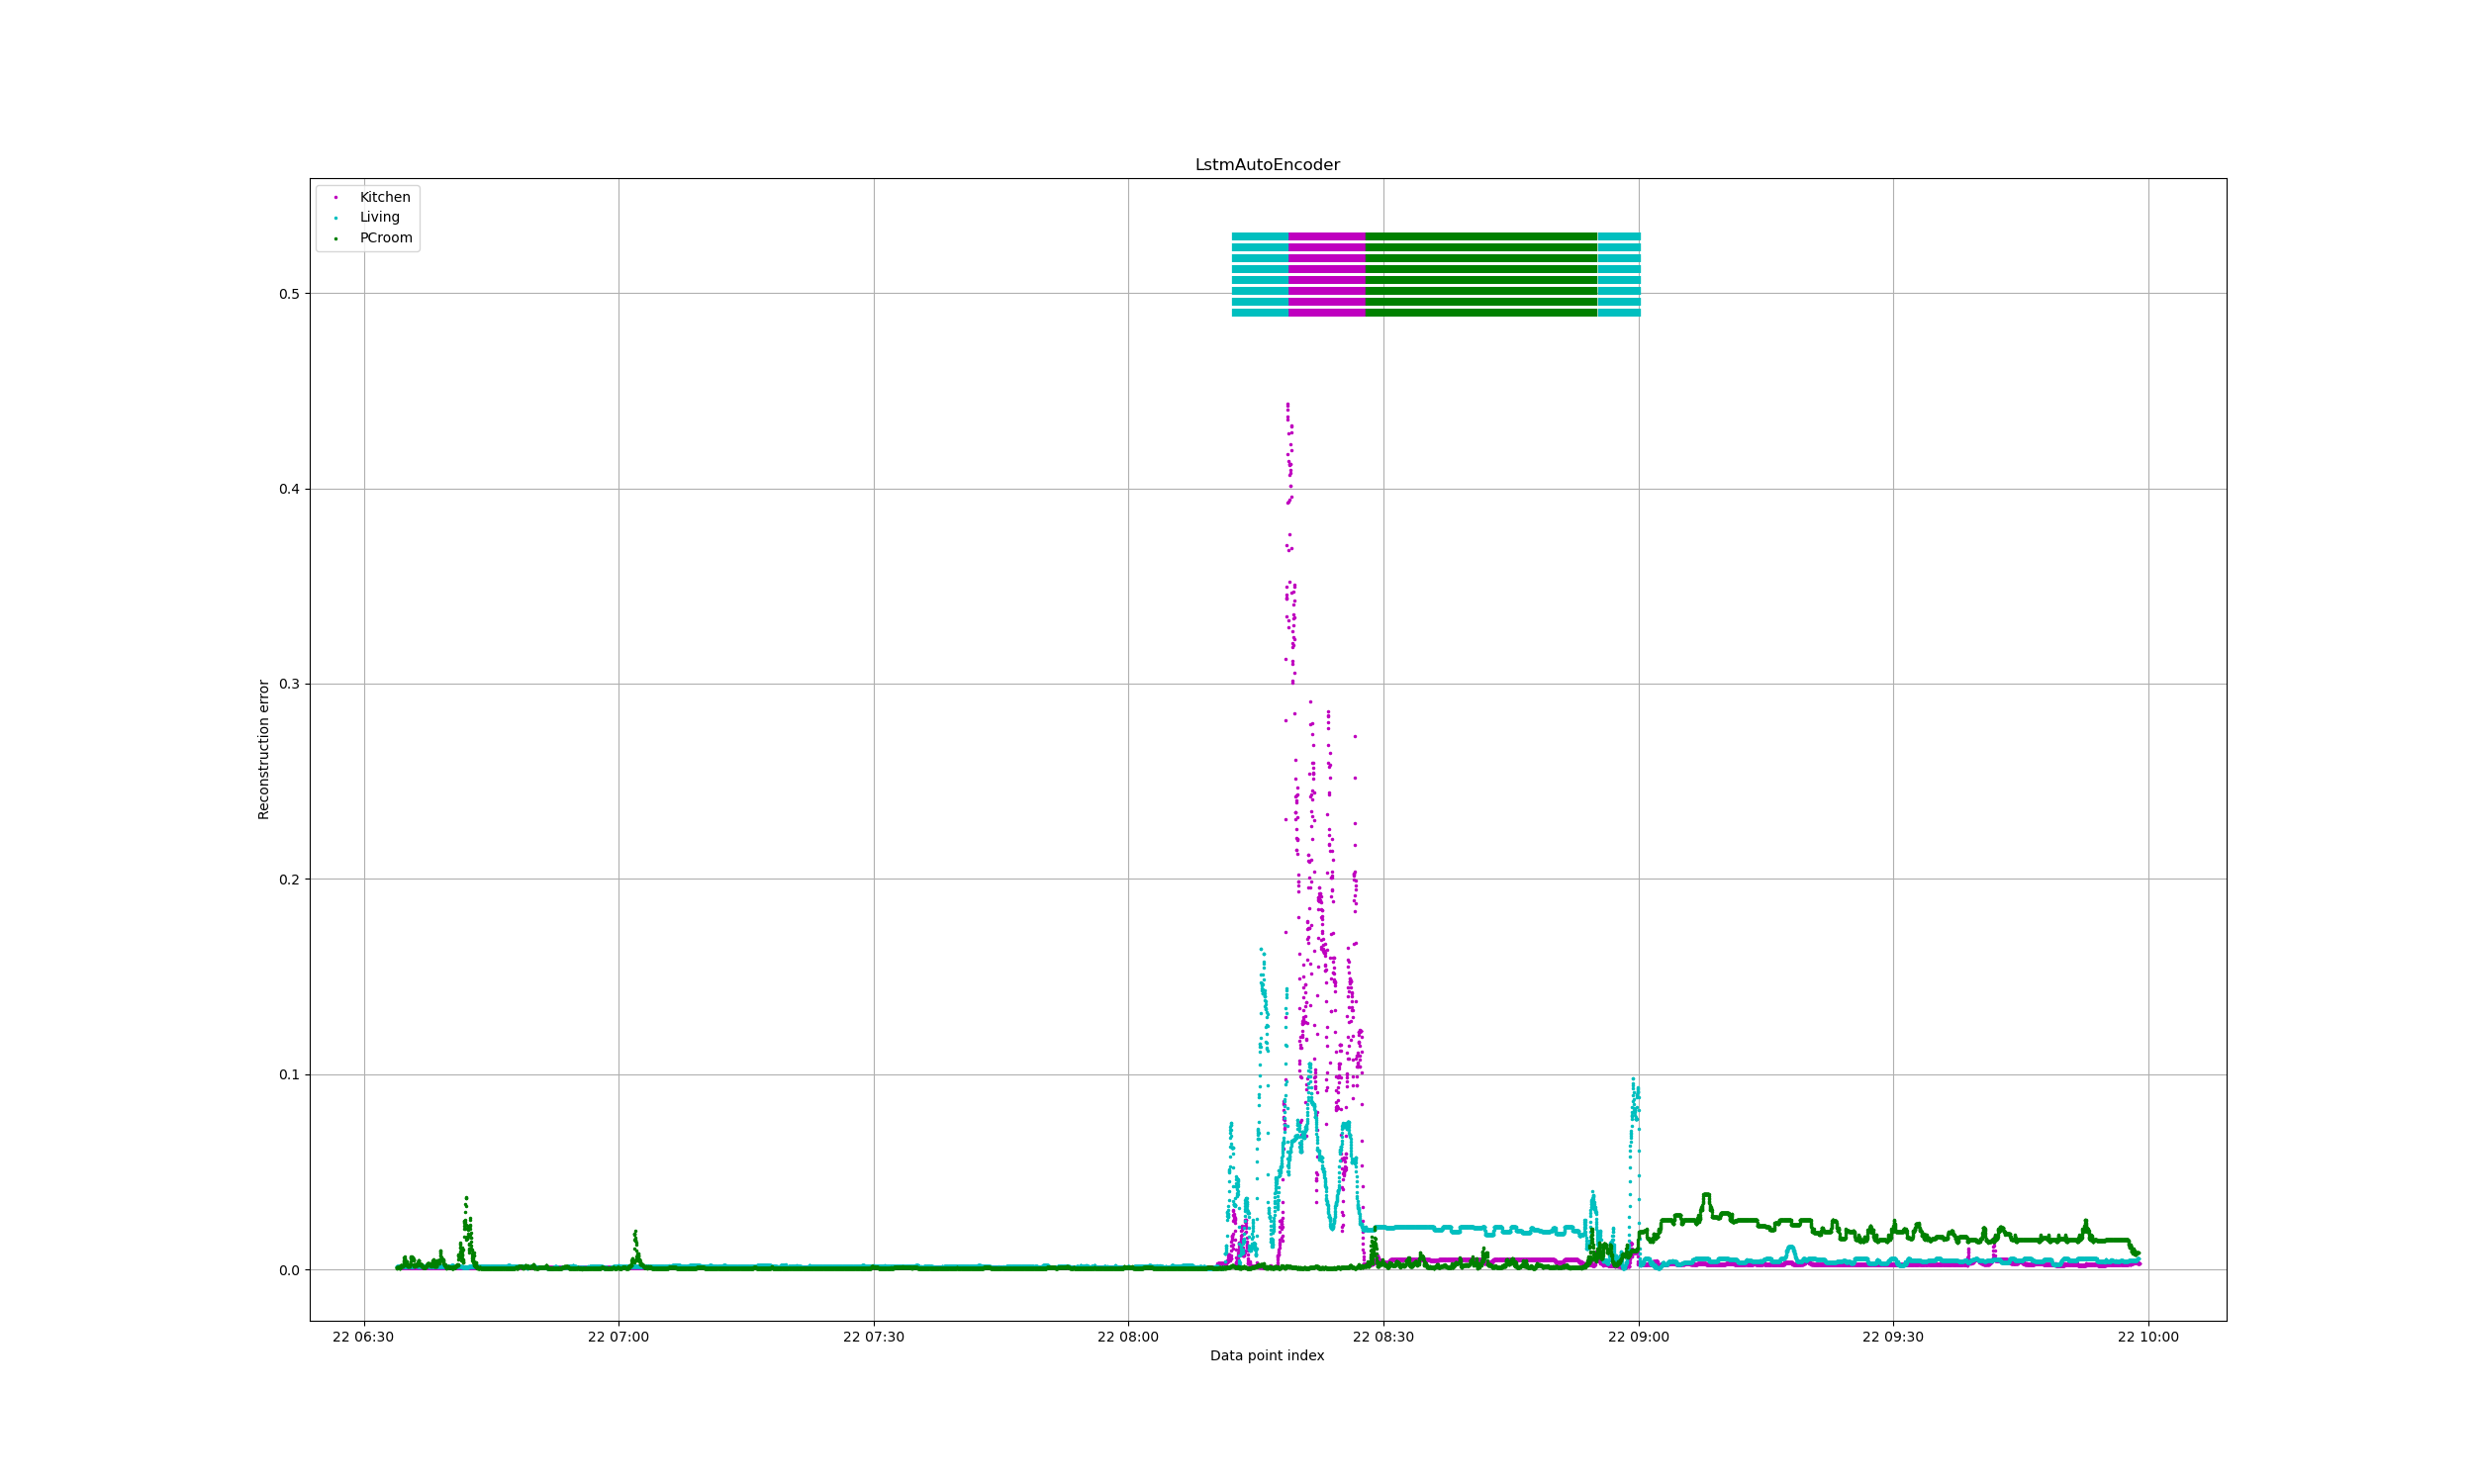 LstmAutoEncoder
Kitchen
Living
PCroom
Reconstruction error
0.5
0.4
0.3
0.2
0.1
0.0
22 06:30
22 07:00
22 07:30
22 08:00
22 08:30
22 09:00
22 09:30
22 10:00
Data point index